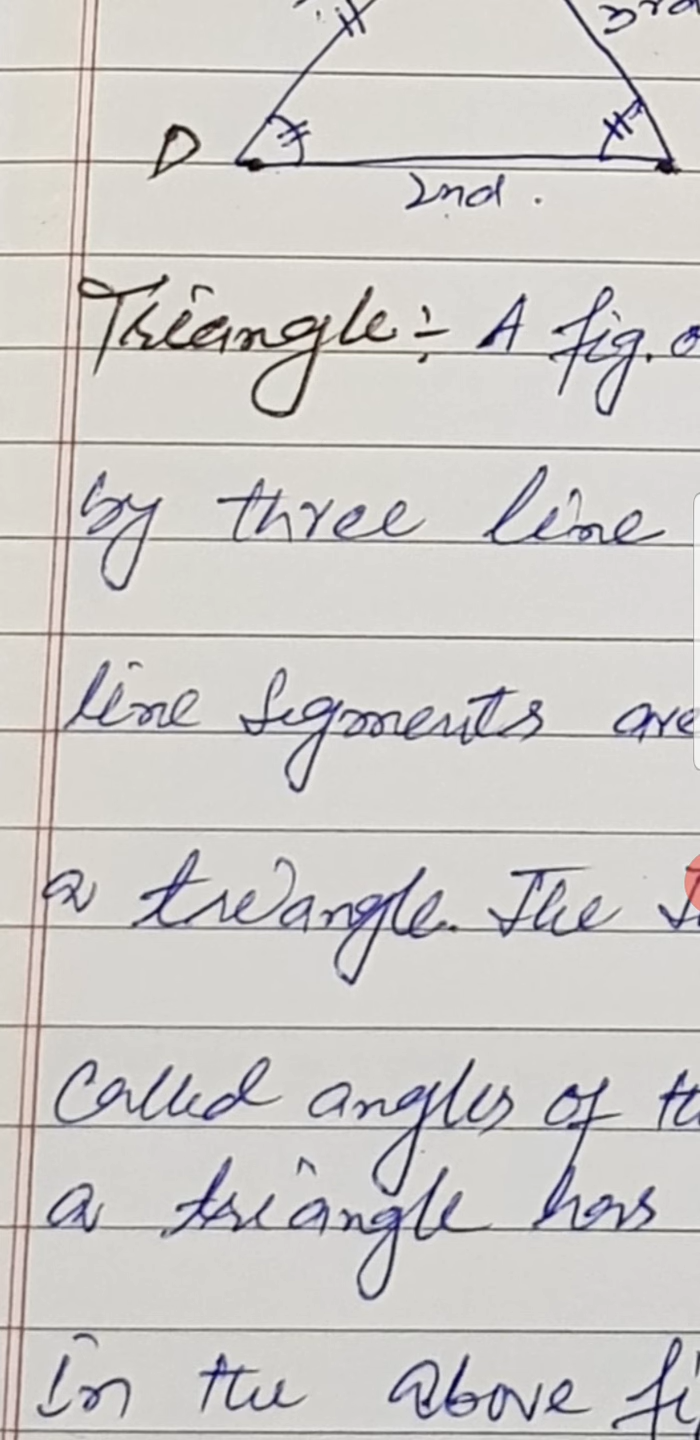 3rd
D
2nd.
Triangle:- A fig.
by three line
line segments are
a triangle. The
Called angles of
a triangle has
In the above